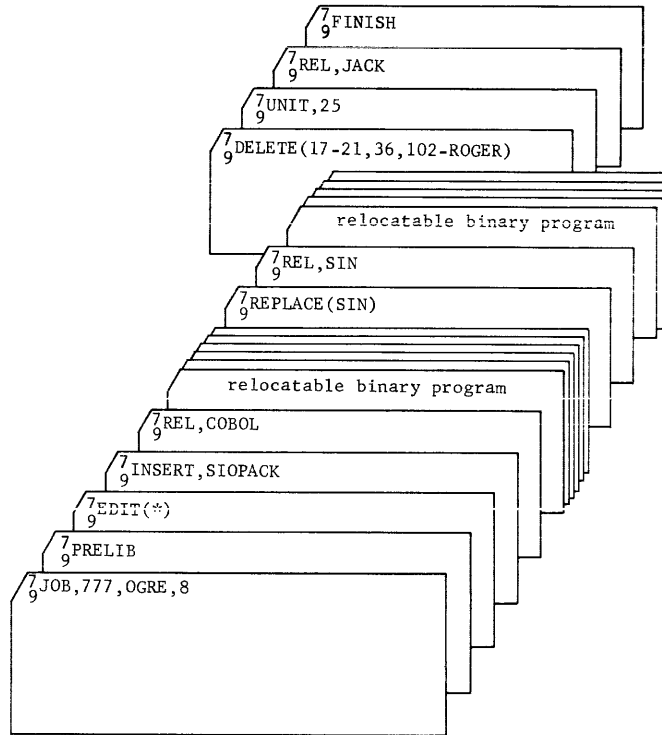 7
9FINISH
7
9REL,JACK
7
9UNIT,25
7
9DELETE(17-21,36,102-ROGER)
relocatable binary program
7
9REL,SIN
7
9REPLACE(SIN)
relocatable binary program
7
9REL,COBOL
7
9INSERT,SIOPACK
7
9EDIT(*)
7
9PRELIB
7
9JOB,777,OGRE,8